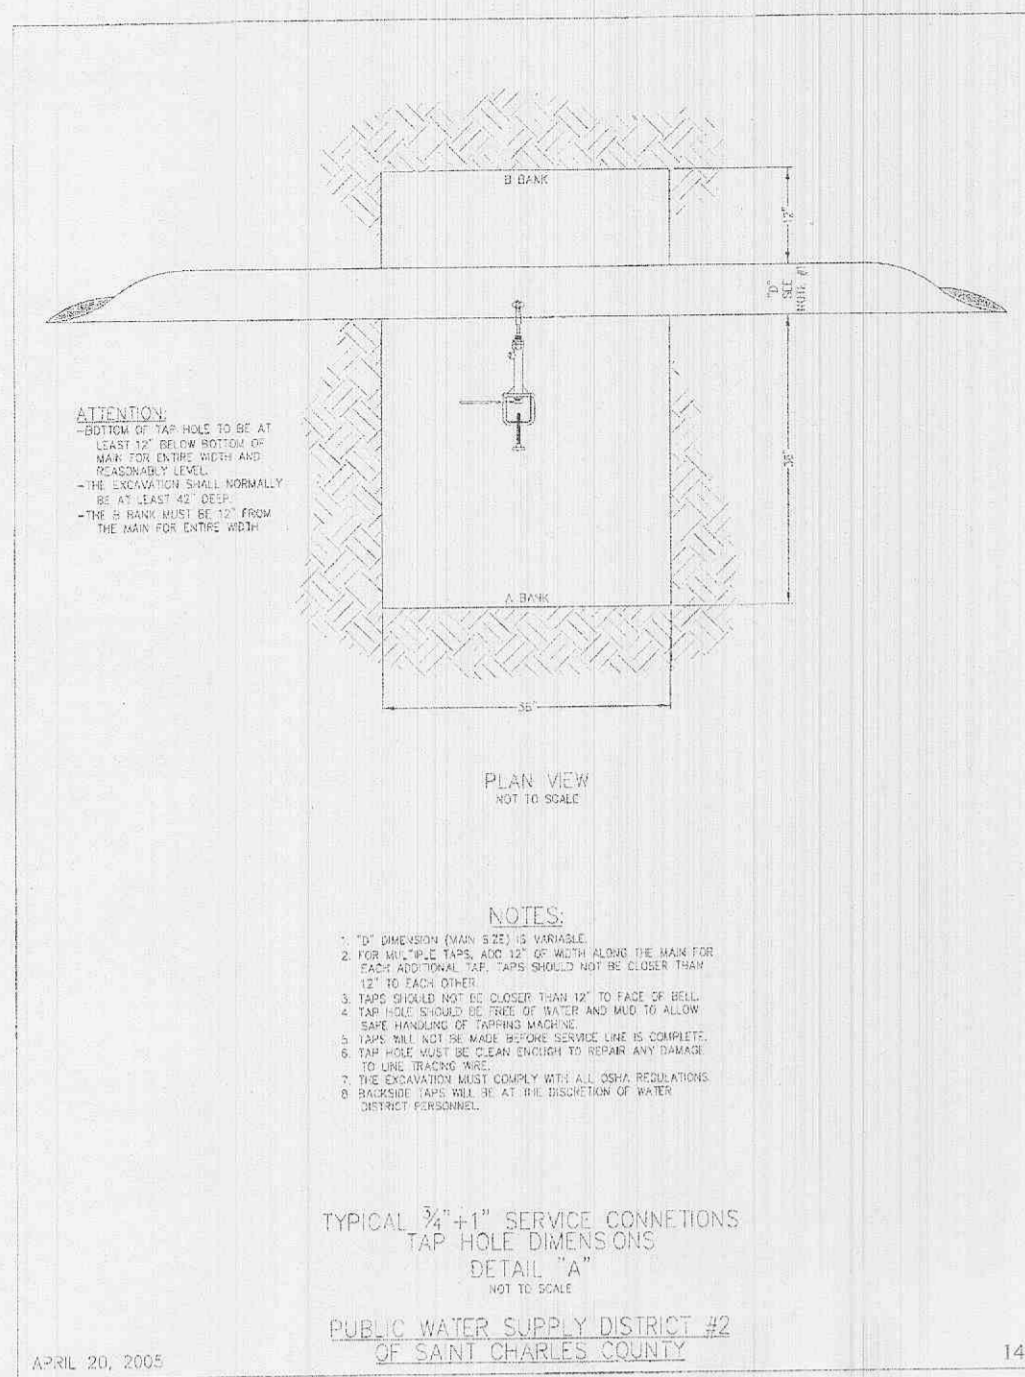 B BANK
12"
"D"
SEE
NOTE #1
ATTENTION:
-BOTTOM OF TAP HOLE TO BE AT
LEAST 12" BELOW BOTTOM OF
MAIN FOR ENTIRE WIDTH AND
REASONABLY LEVEL.
-THE EXCAVATION SHALL NORMALLY
BE AT LEAST 42" DEEP.
-THE B BANK MUST BE 12" FROM
THE MAIN FOR ENTIRE WIDTH
36"
A BANK
36"
PLAN VIEW
NOT TO SCALE
NOTES:
1. "D" DIMENSION (MAIN SIZE) IS VARIABLE.
2. FOR MULTIPLE TAPS, ADD 12" OF WIDTH ALONG THE MAIN FOR
EACH ADDITIONAL TAP. TAPS SHOULD NOT BE CLOSER THAN
12" TO EACH OTHER.
3. TAPS SHOULD NOT BE CLOSER THAN 12" TO FACE OF BELL.
4. TAP HOLE SHOULD BE FREE OF WATER AND MUD TO ALLOW
SAFE HANDLING OF TAPPING MACHINE.
5. TAPS WILL NOT BE MADE BEFORE SERVICE LINE IS COMPLETE.
6. TAP HOLE MUST BE CLEAN ENOUGH TO REPAIR ANY DAMAGE
TO LINE TRACING WIRE.
7. THE EXCAVATION MUST COMPLY WITH ALL OSHA REGULATIONS.
8 BACKSIDE TAPS WILL BE AT THE DISCRETION OF WATER
DISTRICT PERSONNEL.
TYPICAL ¾"+1" SERVICE CONNETIONS
TAP HOLE DIMENSIONS
DETAIL "A"
NOT TO SCALE
PUBLIC WATER SUPPLY DISTRICT #2
OF SAINT CHARLES COUNTY
APRIL 20, 2005
14